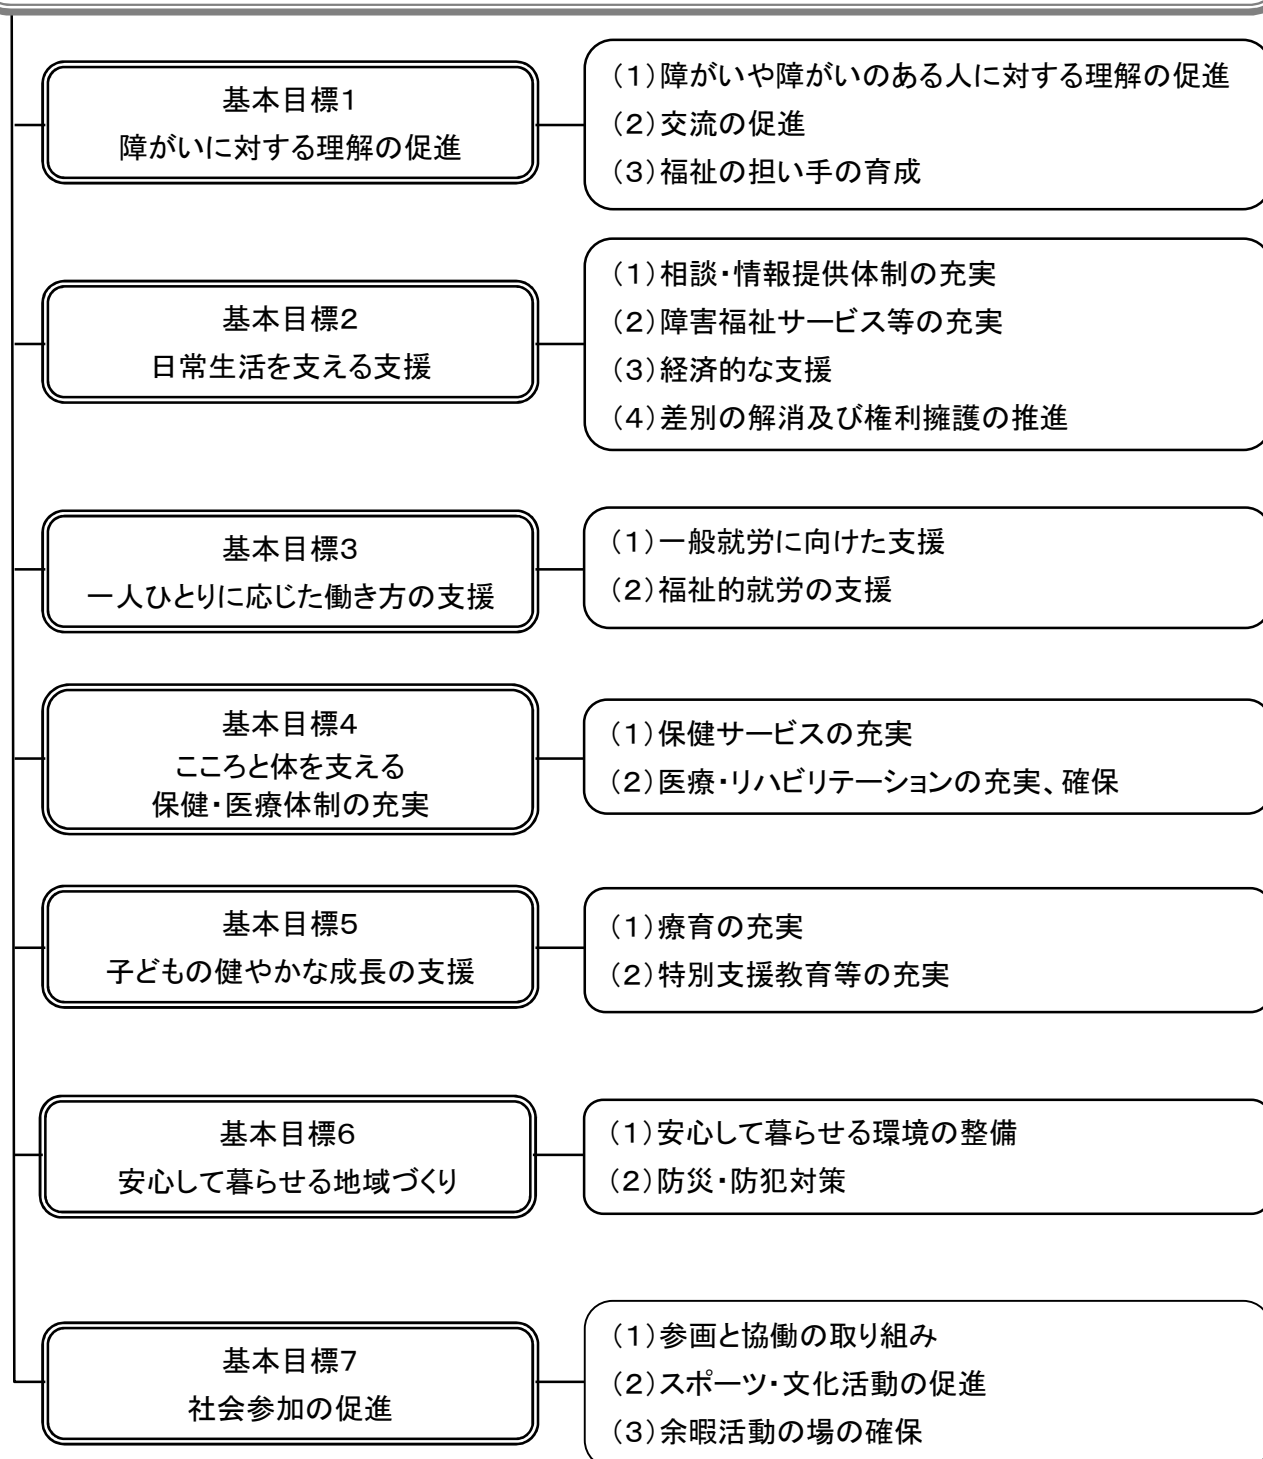 基本目標1
障がいに対する理解の促進
（1）障がいや障がいのある人に対する理解の促進
（2）交流の促進
（3）福祉の担い手の育成
基本目標2
日常生活を支える支援
（1）相談・情報提供体制の充実
（2）障害福祉サービス等の充実
（3）経済的な支援
（4）差別の解消及び権利擁護の推進
基本目標3
一人ひとりに応じた働き方の支援
（1）一般就労に向けた支援
（2）福祉的就労の支援
基本目標4
こころと体を支える
保健・医療体制の充実
（1）保健サービスの充実
（2）医療・リハビリテーションの充実、確保
基本目標5
子どもの健やかな成長の支援
（1）療育の充実
（2）特別支援教育等の充実
基本目標6
安心して暮らせる地域づくり
（1）安心して暮らせる環境の整備
（2）防災・防犯対策
基本目標7
社会参加の促進
（1）参画と協働の取り組み
（2）スポーツ・文化活動の促進
（3）余暇活動の場の確保